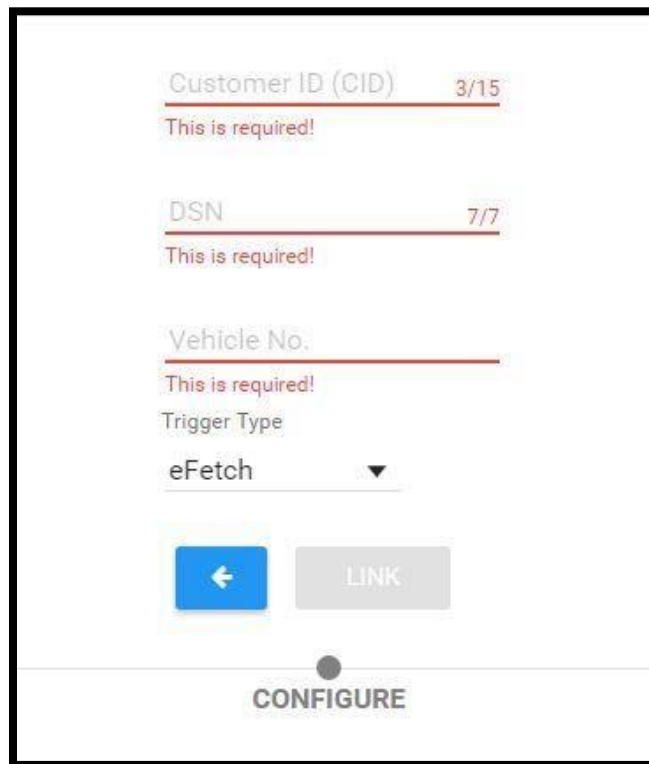 Customer ID (CID) 3/15
This is required!
DSN 7/7
This is required!
Vehicle No.
This is required!
Trigger Type
eFetch
LINK
CONFIGURE